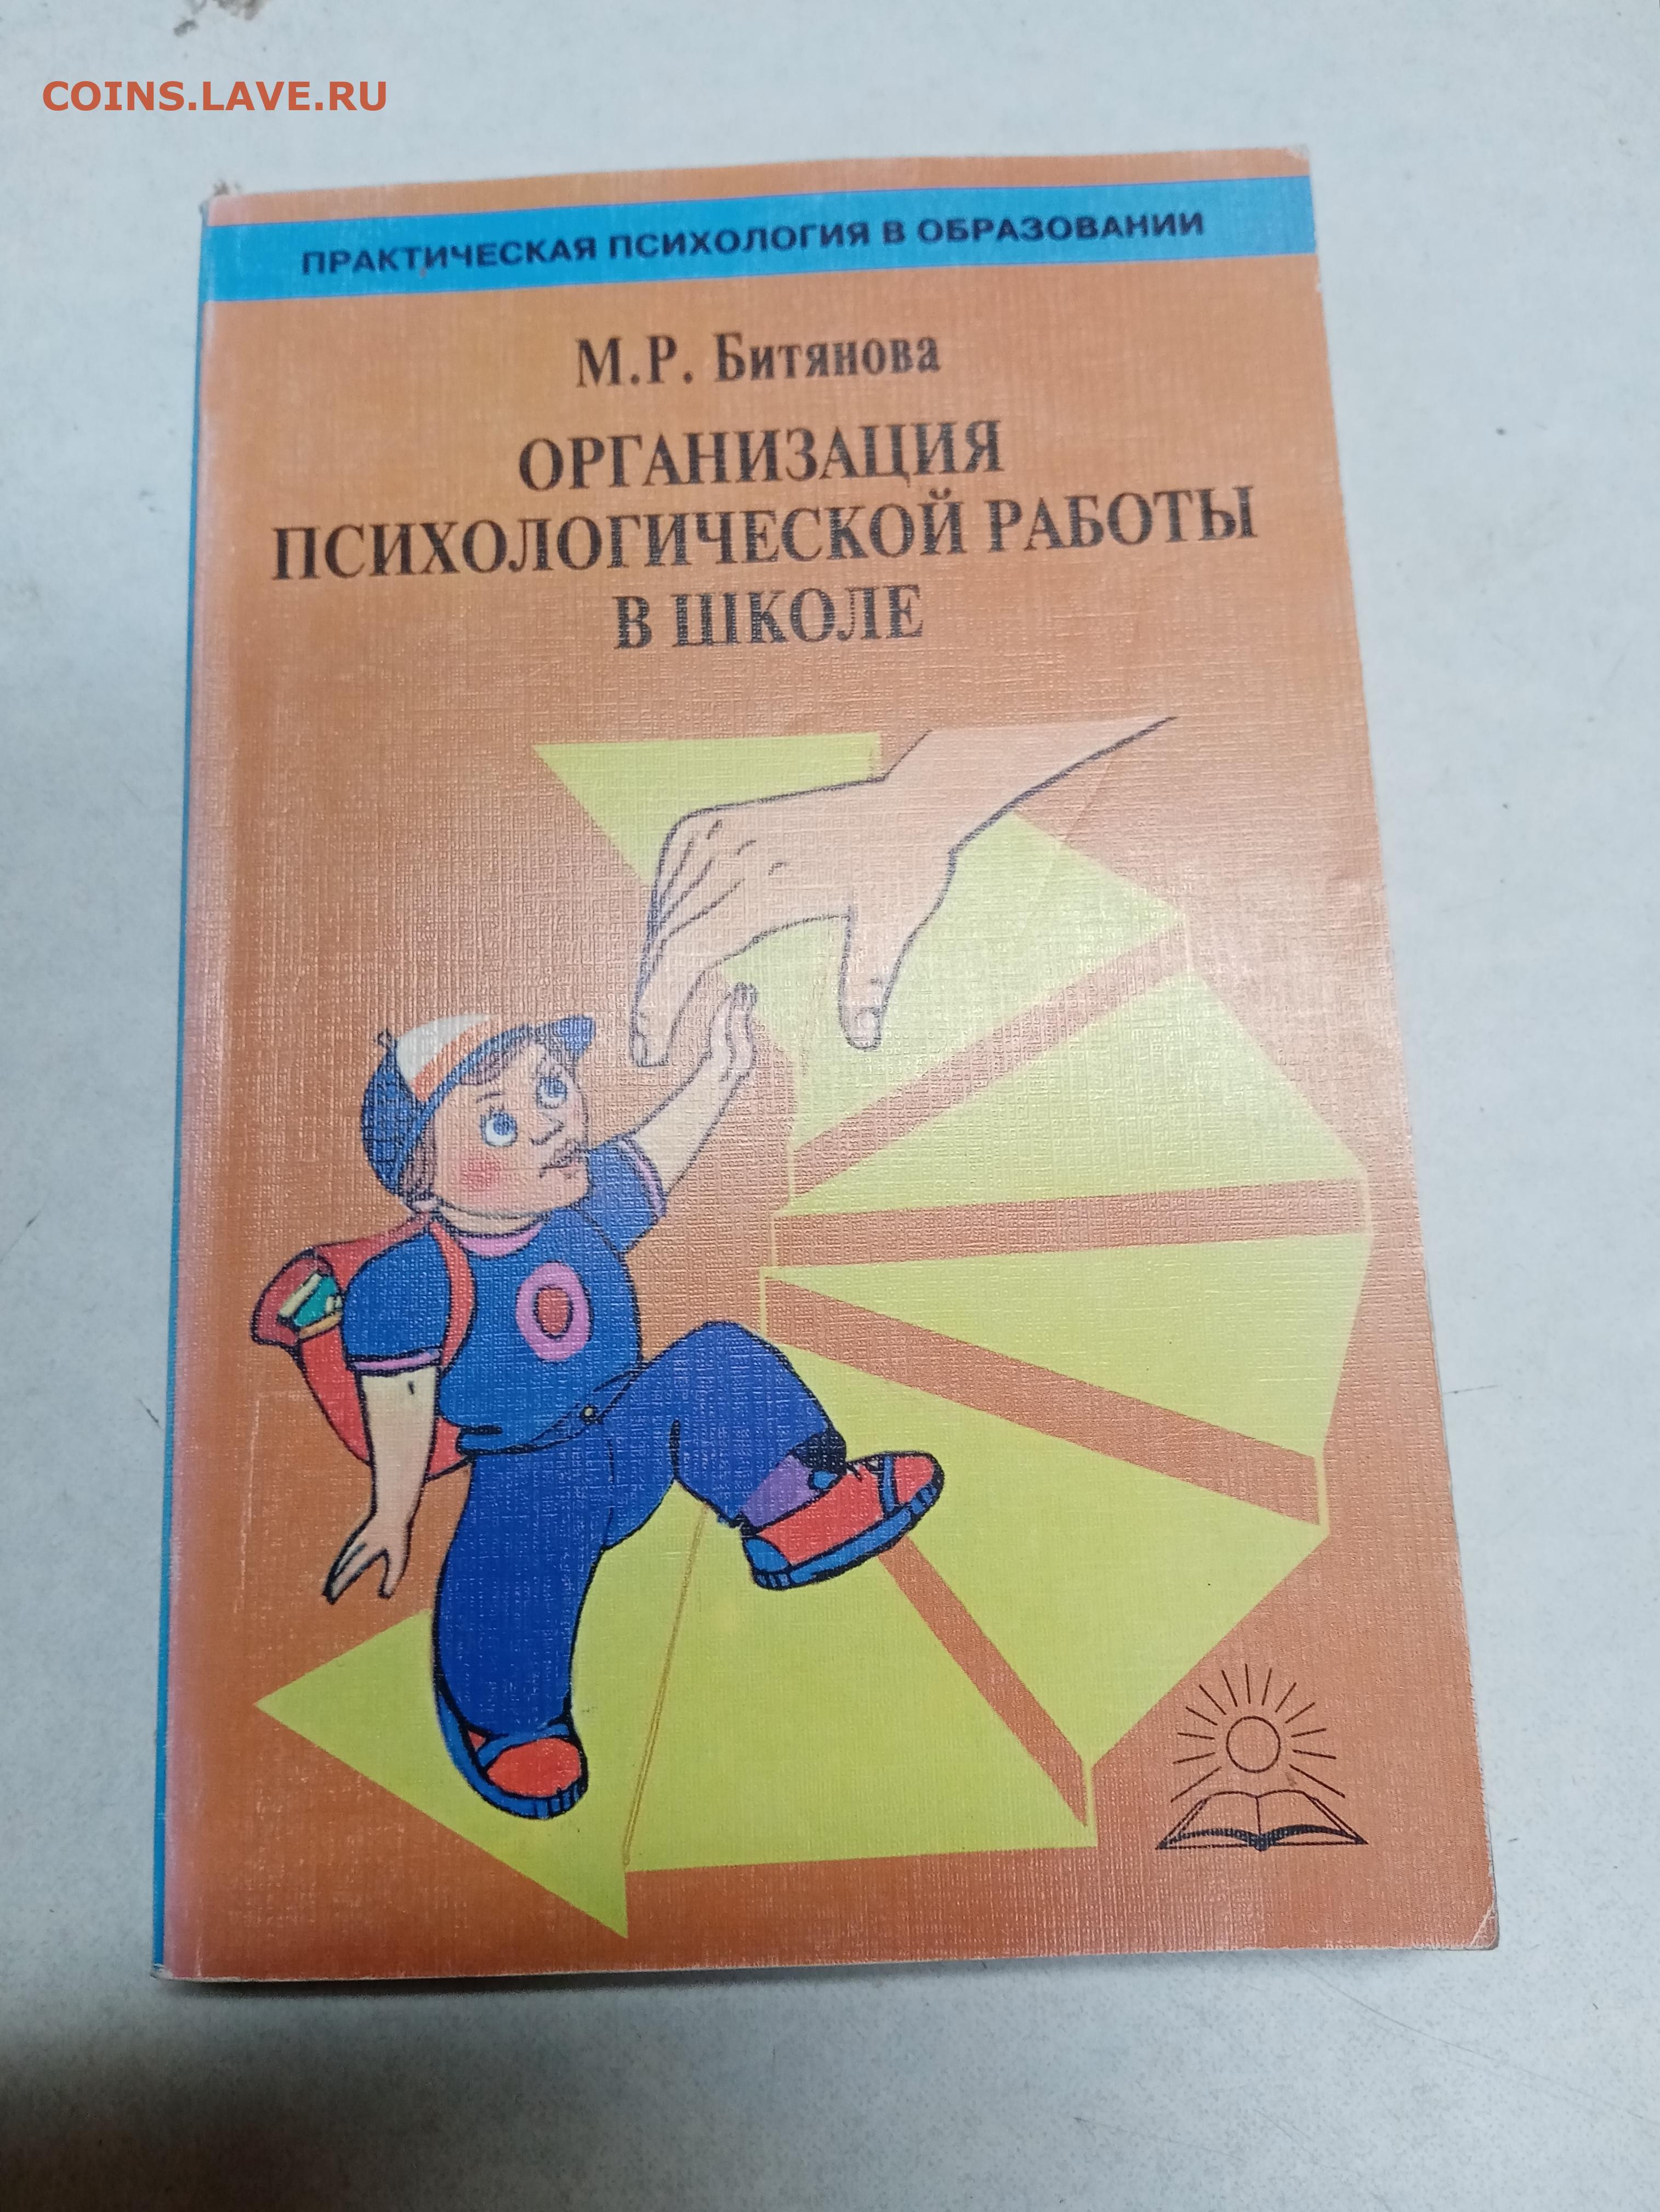 COINS.LAVE.RU
ПРАКТИЧЕСКАЯ ПСИХОЛОГИЯ В ОБРАЗОВАНИИ
М.Р. Битянова
ОРГАНИЗАЦИЯ
ПСИХОЛОГИЧЕСКОЙ РАБОТЫ
В ШКОЛЕ